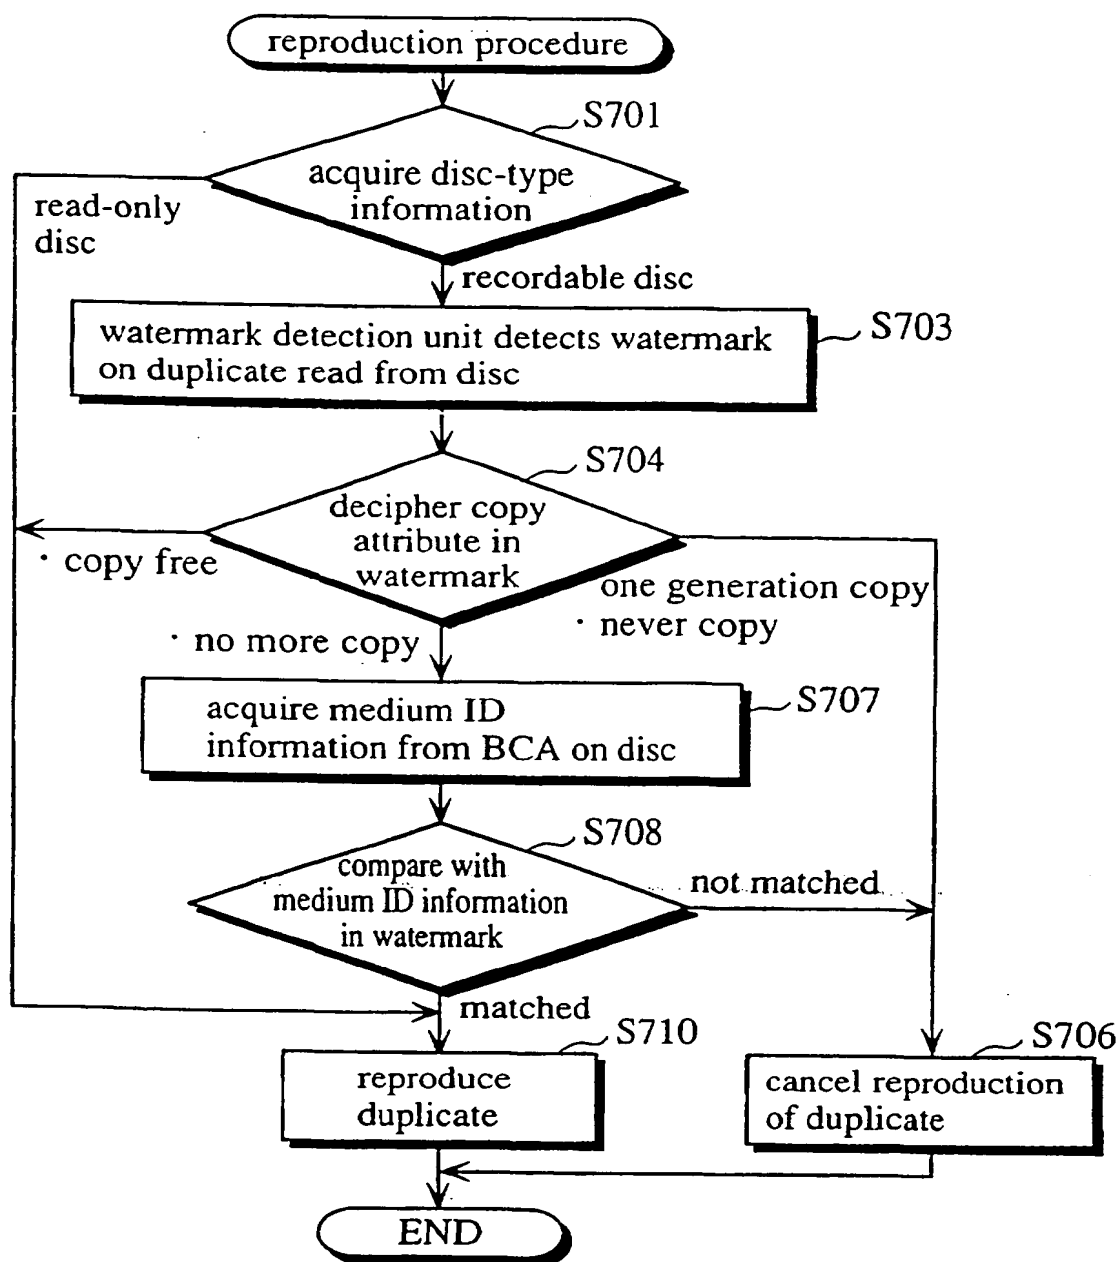 reproduction procedure
S701
acquire disc-type
information
read-only
disc
recordable disc
S703
watermark detection unit detects watermark
on duplicate read from disc
S704
decipher copy
attribute in
watermark
· copy free
one generation copy
· never copy
· no more copy
S707
acquire medium ID
information from BCA on disc
S708
compare with
medium ID information
in watermark
not matched
matched
S710
reproduce
duplicate
S706
cancel reproduction
of duplicate
END